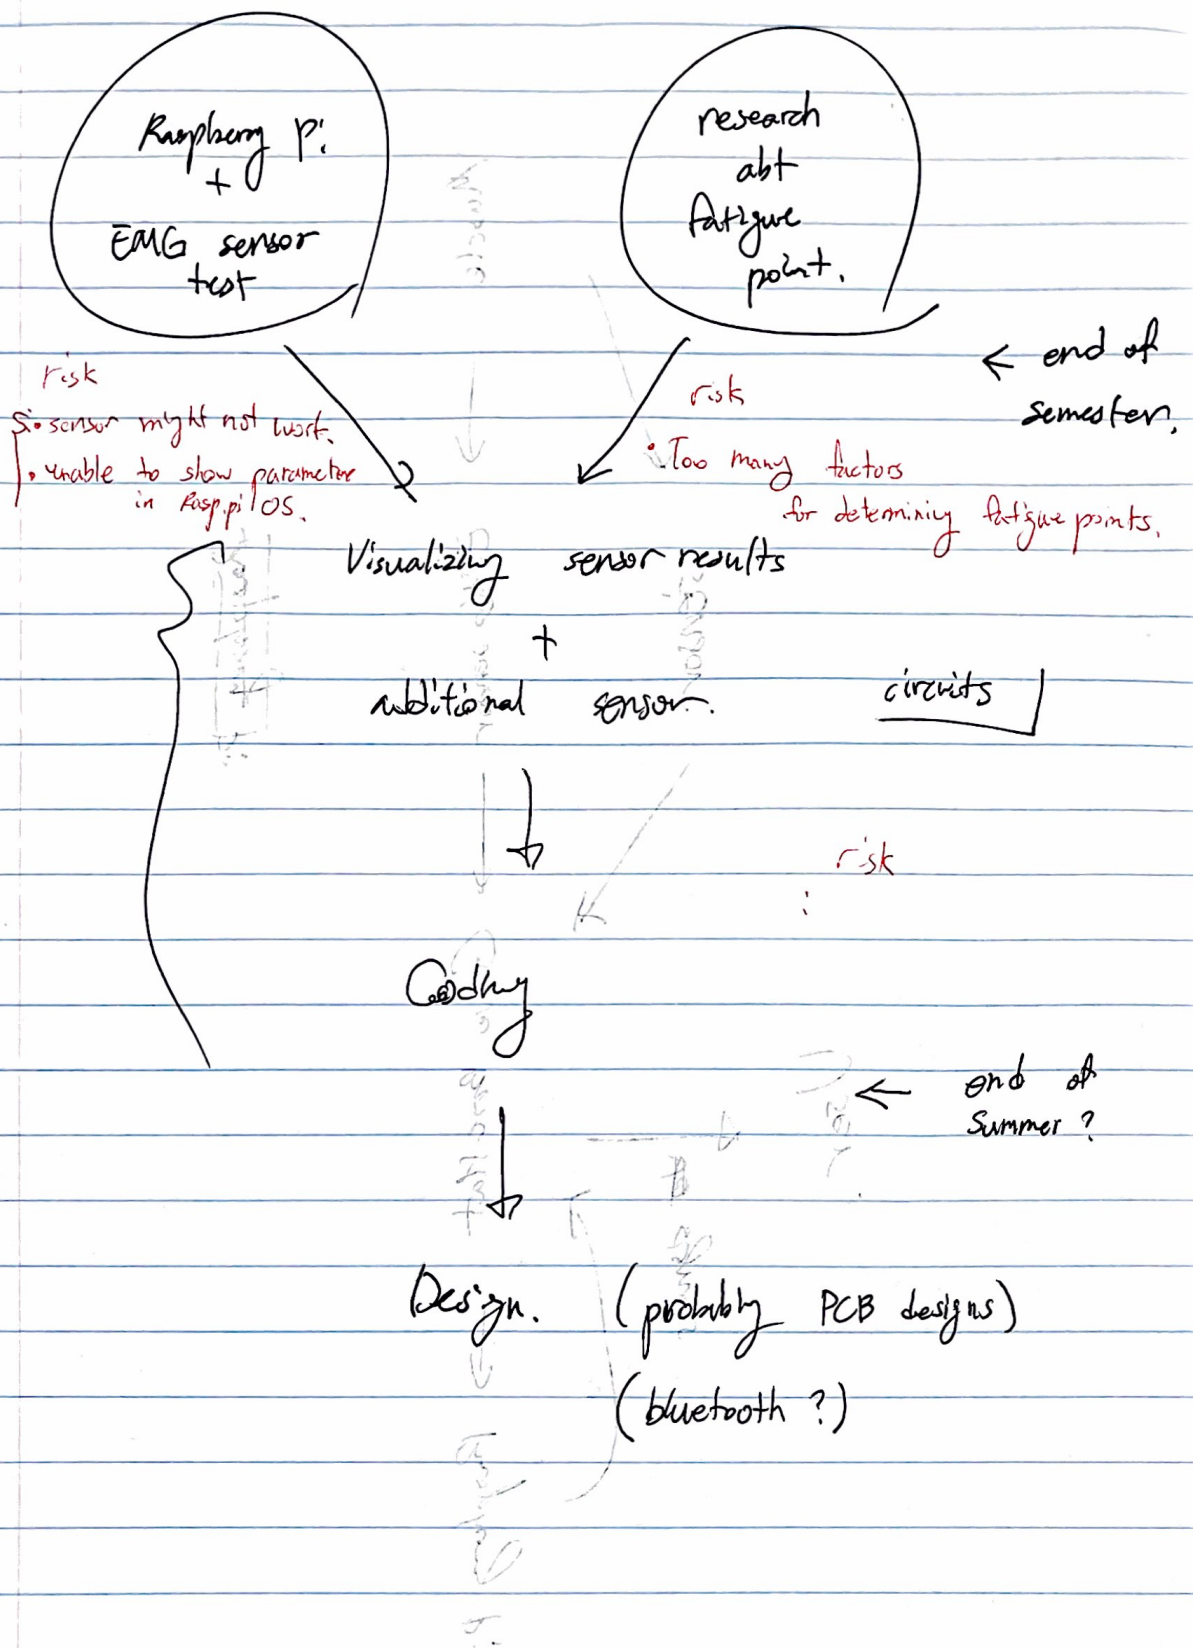 Raspberry Pi
+
EMG sensor
test
research
abt
fatigue
point.
← end of
semester.
risk
• sensor might not work.
• unable to show parameter
in Rasp.pi OS.
risk
• Too many factors
for determining fatigue points.
Visualizing sensor results
+
additional sensor.
circuits
risk
:
Coding
← end of
Summer ?
Design. (probably PCB designs)
(bluetooth ?)